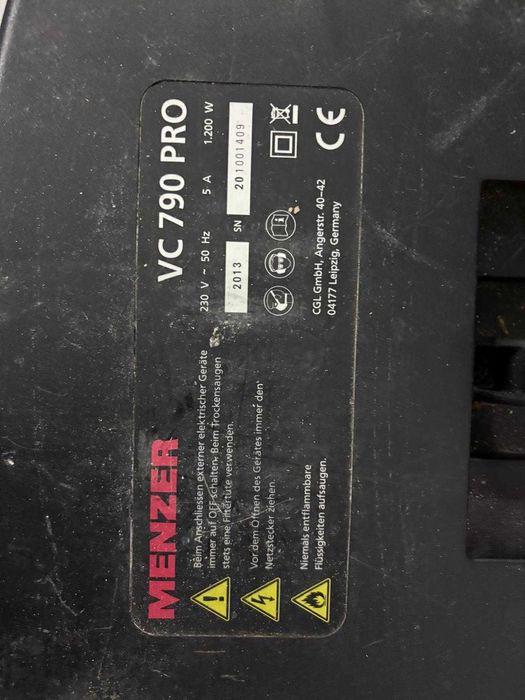 MENZER
VC 790 PRO
Beim Anschliessen externer elektrischer Geräte
immer auf OFF schalten. Beim Trockensaugen
stets eine Filtertüte verwenden.
Vor dem Öffnen des Gerätes immer den
Netzstecker ziehen.
Niemals entflammbare
Flüssigkeiten aufsaugen.
230 V ~ 50 Hz 5 A 1.200 W
2013 SN 201001409
CE
CGL GmbH, Angerstr. 40–42
04177 Leipzig, Germany